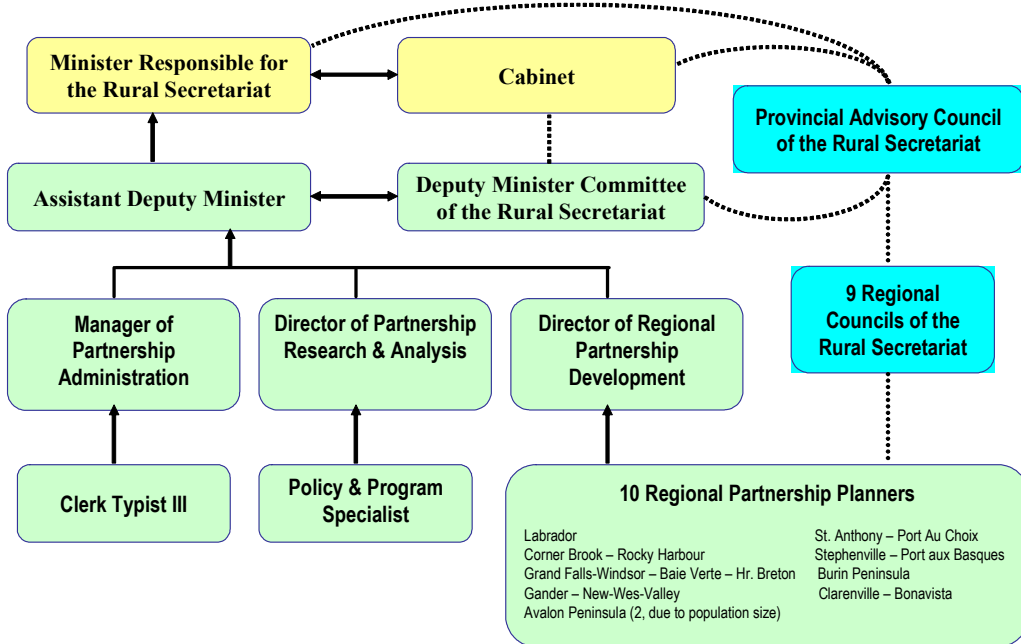 Minister Responsible for
the Rural Secretariat
Cabinet
Provincial Advisory Council
of the Rural Secretariat
Assistant Deputy Minister
Deputy Minister Committee
of the Rural Secretariat
9 Regional
Councils of the
Rural Secretariat
Manager of
Partnership
Administration
Director of Partnership
Research & Analysis
Director of Regional
Partnership
Development
Clerk Typist III
Policy & Program
Specialist
10 Regional Partnership Planners
Labrador
Corner Brook – Rocky Harbour
Grand Falls-Windsor – Baie Verte – Hr. Breton
Gander – New-Wes-Valley
Avalon Peninsula (2, due to population size)
St. Anthony – Port Au Choix
Stephenville – Port aux Basques
Burin Peninsula
Clarenville – Bonavista